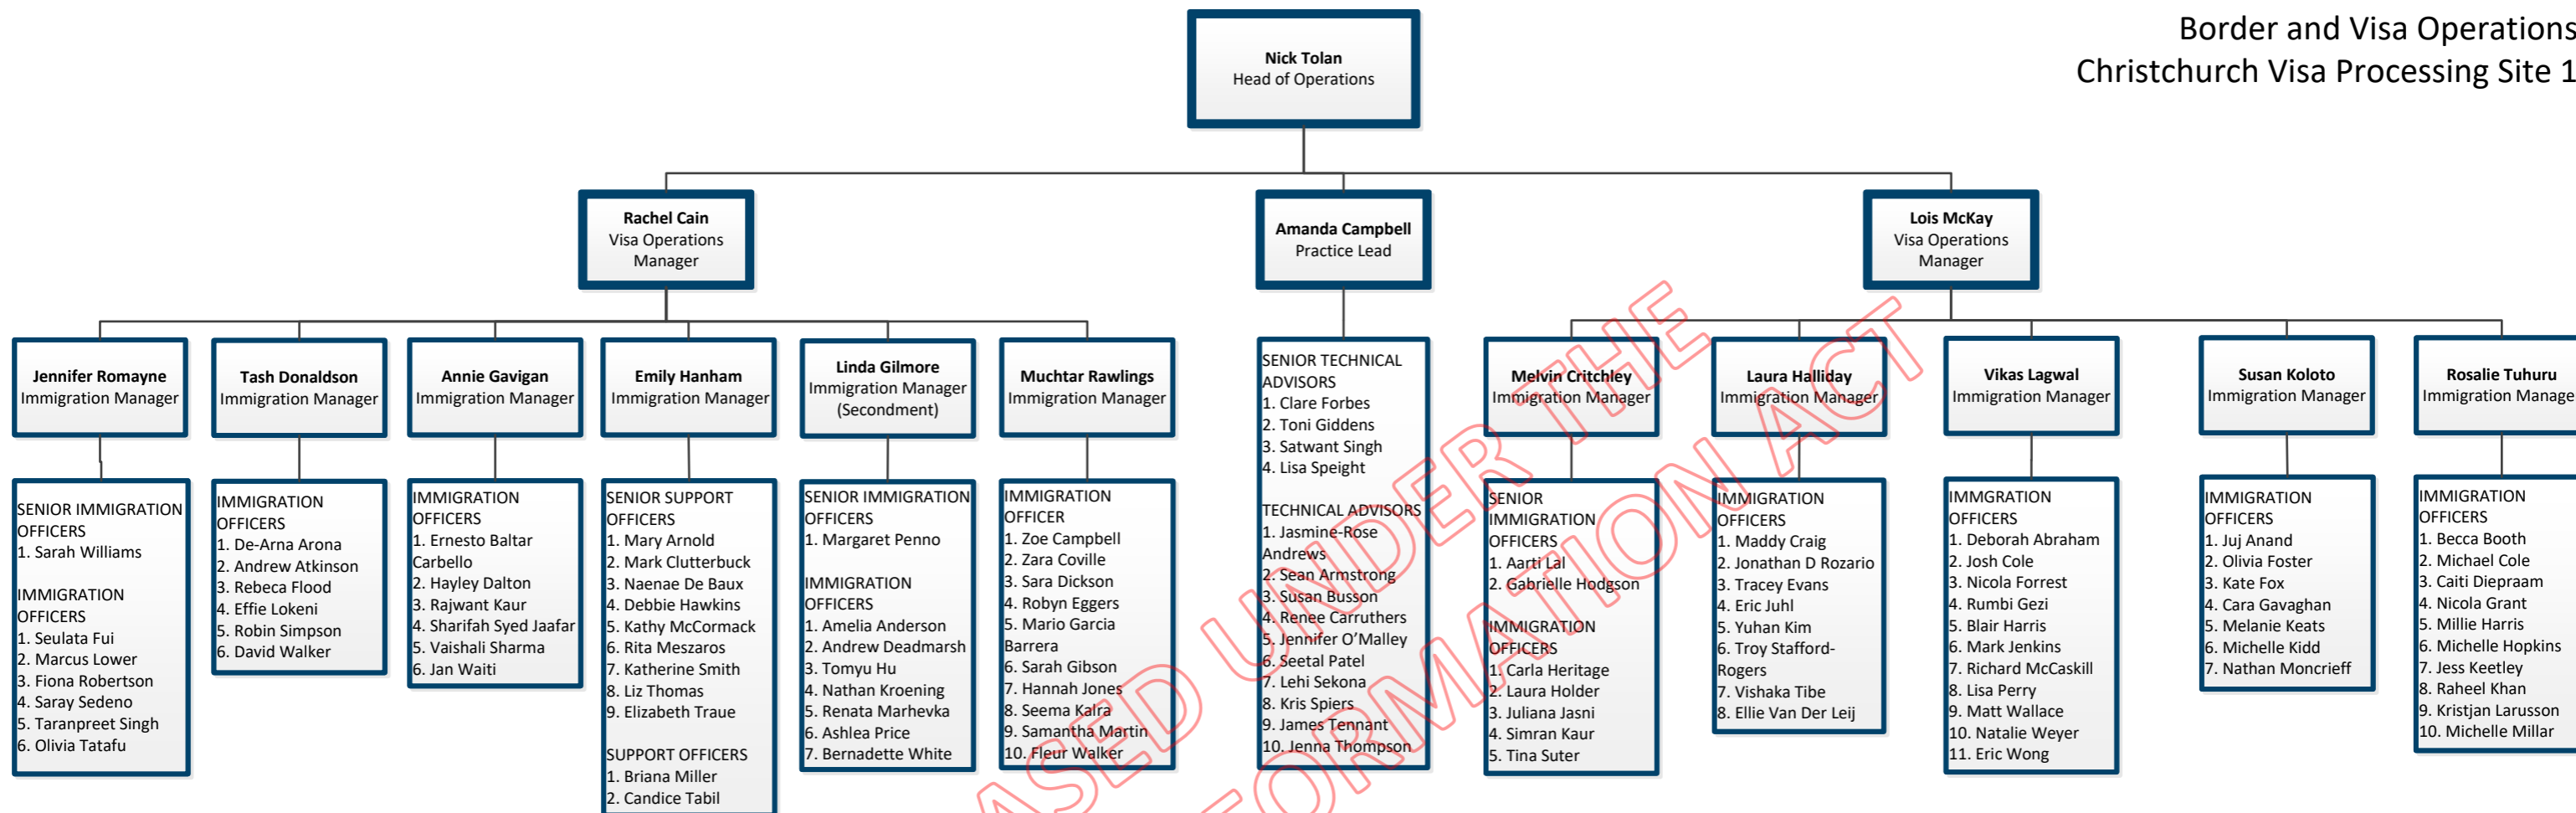 Border and Visa Operations
Christchurch Visa Processing Site 1
Nick Tolan
Head of Operations
Rachel Cain
Visa Operations
Manager
Amanda Campbell
Practice Lead
Lois McKay
Visa Operations
Manager
Jennifer Romayne
Immigration Manager
Tash Donaldson
Immigration Manager
Annie Gavigan
Immigration Manager
Emily Hanham
Immigration Manager
Linda Gilmore
Immigration Manager
(Secondment)
Muchtar Rawlings
Immigration Manager
SENIOR TECHNICAL
ADVISORS
1. Clare Forbes
2. Toni Giddens
3. Satwant Singh
4. Lisa Speight
TECHNICAL ADVISORS
1. Jasmine-Rose
Andrews
2. Sean Armstrong
3. Susan Busson
4. Renee Carruthers
5. Jennifer O’Malley
6. Seetal Patel
7. Lehi Sekona
8. Kris Spiers
9. James Tennant
10. Jenna Thompson
Melvin Critchley
Immigration Manager
Laura Halliday
Immigration Manager
Vikas Lagwal
Immigration Manager
Susan Koloto
Immigration Manager
Rosalie Tuhuru
Immigration Manage
SENIOR IMMIGRATION
OFFICERS
1. Sarah Williams
IMMIGRATION
OFFICERS
1. Seulata Fui
2. Marcus Lower
3. Fiona Robertson
4. Saray Sedeno
5. Taranpreet Singh
6. Olivia Tatafu
IMMIGRATION
OFFICERS
1. De-Arna Arona
2. Andrew Atkinson
3. Rebeca Flood
4. Effie Lokeni
5. Robin Simpson
6. David Walker
IMMIGRATION
OFFICERS
1. Ernesto Baltar
Carbello
2. Hayley Dalton
3. Rajwant Kaur
4. Sharifah Syed Jaafar
5. Vaishali Sharma
6. Jan Waiti
SENIOR SUPPORT
OFFICERS
1. Mary Arnold
2. Mark Clutterbuck
3. Naenae De Baux
4. Debbie Hawkins
5. Kathy McCormack
6. Rita Meszaros
7. Katherine Smith
8. Liz Thomas
9. Elizabeth Traue
SUPPORT OFFICERS
1. Briana Miller
2. Candice Tabil
SENIOR IMMIGRATION
OFFICERS
1. Margaret Penno
IMMIGRATION
OFFICERS
1. Amelia Anderson
2. Andrew Deadmarsh
3. Tomyu Hu
4. Nathan Kroening
5. Renata Marhevka
6. Ashlea Price
7. Bernadette White
IMMIGRATION
OFFICER
1. Zoe Campbell
2. Zara Coville
3. Sara Dickson
4. Robyn Eggers
5. Mario Garcia
Barrera
6. Sarah Gibson
7. Hannah Jones
8. Seema Kalra
9. Samantha Martin
10. Fleur Walker
SENIOR
IMMIGRATION
OFFICERS
1. Aarti Lal
2. Gabrielle Hodgson
IMMIGRATION
OFFICERS
1. Carla Heritage
2. Laura Holder
3. Juliana Jasni
4. Simran Kaur
5. Tina Suter
IMMIGRATION
OFFICERS
1. Maddy Craig
2. Jonathan D Rozario
3. Tracey Evans
4. Eric Juhl
5. Yuhan Kim
6. Troy Stafford-
Rogers
7. Vishaka Tibe
8. Ellie Van Der Leij
IMMGRATION
OFFICERS
1. Deborah Abraham
2. Josh Cole
3. Nicola Forrest
4. Rumbi Gezi
5. Blair Harris
6. Mark Jenkins
7. Richard McCaskill
8. Lisa Perry
9. Matt Wallace
10. Natalie Weyer
11. Eric Wong
IMMIGRATION
OFFICERS
1. Juj Anand
2. Olivia Foster
3. Kate Fox
4. Cara Gavaghan
5. Melanie Keats
6. Michelle Kidd
7. Nathan Moncrieff
IMMIGRATION
OFFICERS
1. Becca Booth
2. Michael Cole
3. Caiti Diepraam
4. Nicola Grant
5. Millie Harris
6. Michelle Hopkins
7. Jess Keetley
8. Raheel Khan
9. Kristjan Larusson
10. Michelle Millar
ASED UNDER THE
FORMATION ACT